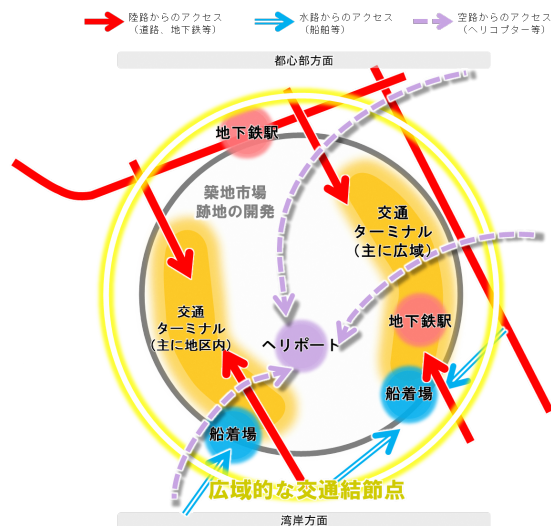 陸路からのアクセス
（道路、地下鉄等）
水路からのアクセス
（船舶等）
空路からのアクセス
（ヘリコプター等）
都心部方面
地下鉄駅
築地市場
跡地の開発
交通
ターミナル
（主に広域）
交通
ターミナル
（主に地区内）
ヘリポート
地下鉄駅
船着場
船着場
広域的な交通結節点
湾岸方面